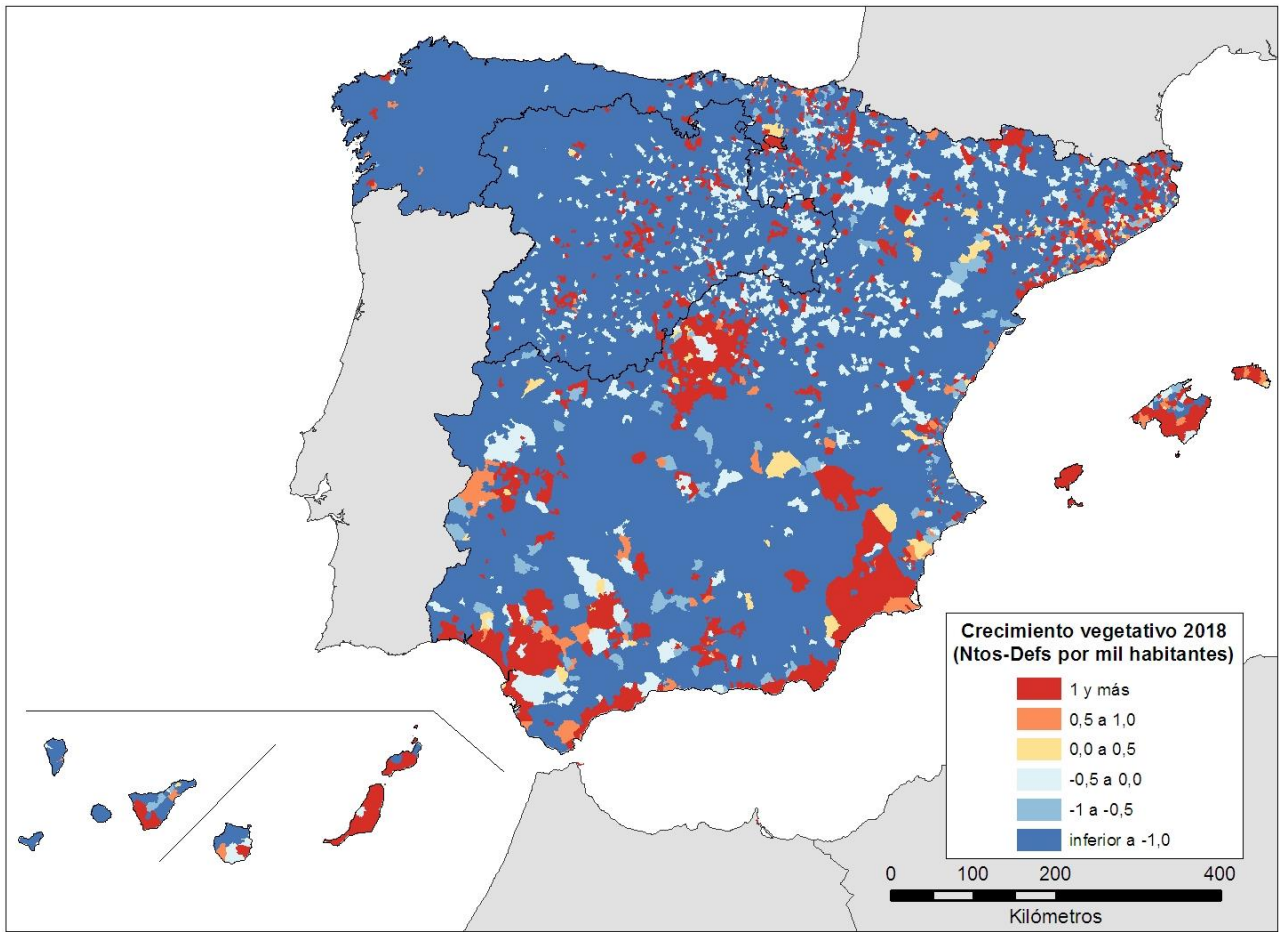 Crecimiento vegetativo 2018
(Ntos-Defs por mil habitantes)
1 y más
0,5 a 1,0
0,0 a 0,5
-0,5 a 0,0
-1 a -0,5
inferior a -1,0
0 100 200 400
Kilómetros